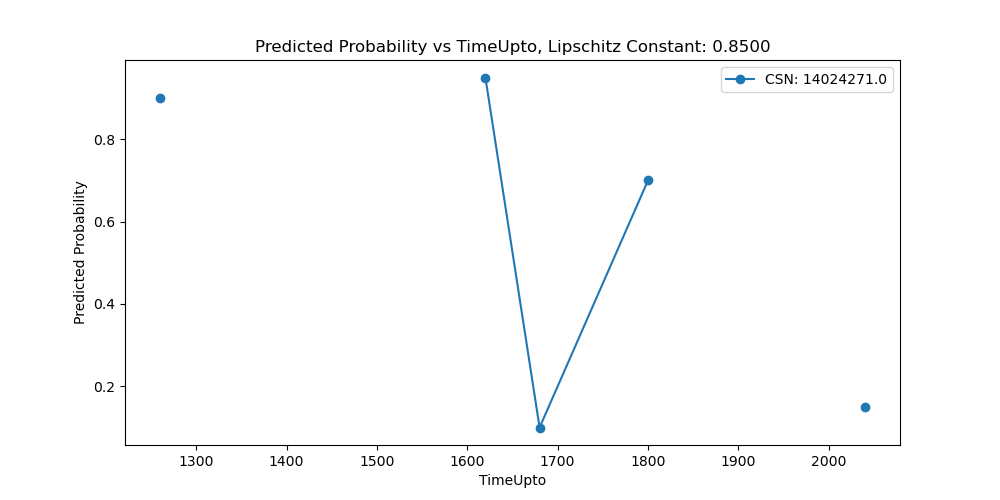 Predicted Probability vs TimeUpto, Lipschitz Constant: 0.8500
CSN: 14024271.0
Predicted Probability
0.8
0.6
0.4
0.2
1300 1400 1500 1600 1700 1800 1900 2000
TimeUpto